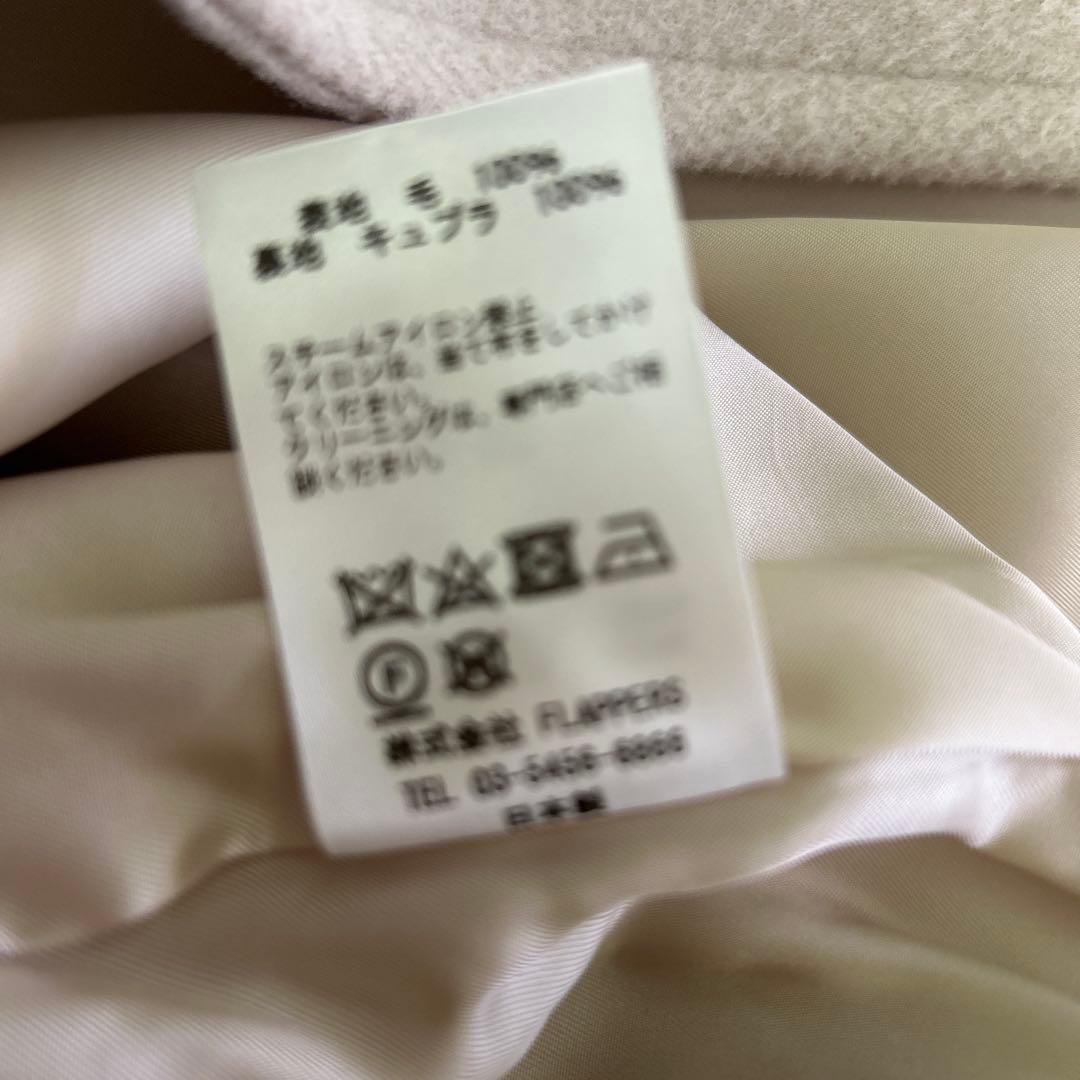 表地 毛 100%
裏地 キュプラ 100%
スチームアイロン禁止
アイロンは、当て布をしてかけ
てください。
クリーニングは、専門店へご相
談ください。
F
株式会社 FLAPPERS
TEL 03-5456-6866
日本製